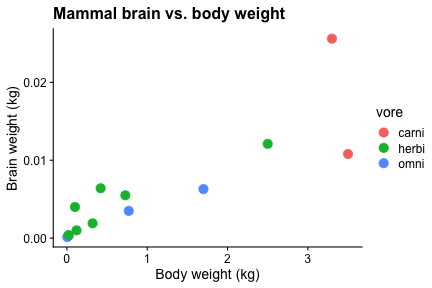 Mammal brain vs. body weight
Brain weight (kg)
0.02
0.01
0.00
0
1
2
3
Body weight (kg)
vore
carni
herbi
omni